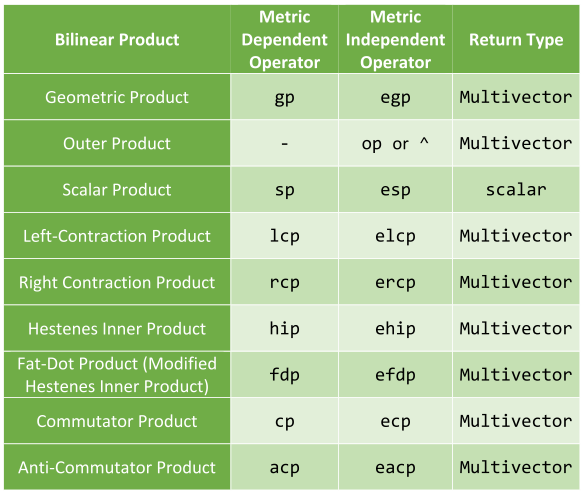 Bilinear Product
Metric
Dependent
Operator
Metric
Independent
Operator
Return Type
Geometric Product gp egp Multivector
Outer Product - op or ^ Multivector
Scalar Product sp esp scalar
Left-Contraction Product lcp elcp Multivector
Right Contraction Product rcp ercp Multivector
Hestenes Inner Product hip ehip Multivector
Fat-Dot Product (Modified
Hestenes Inner Product) fdp efdp Multivector
Commutator Product cp ecp Multivector
Anti-Commutator Product acp eacp Multivector